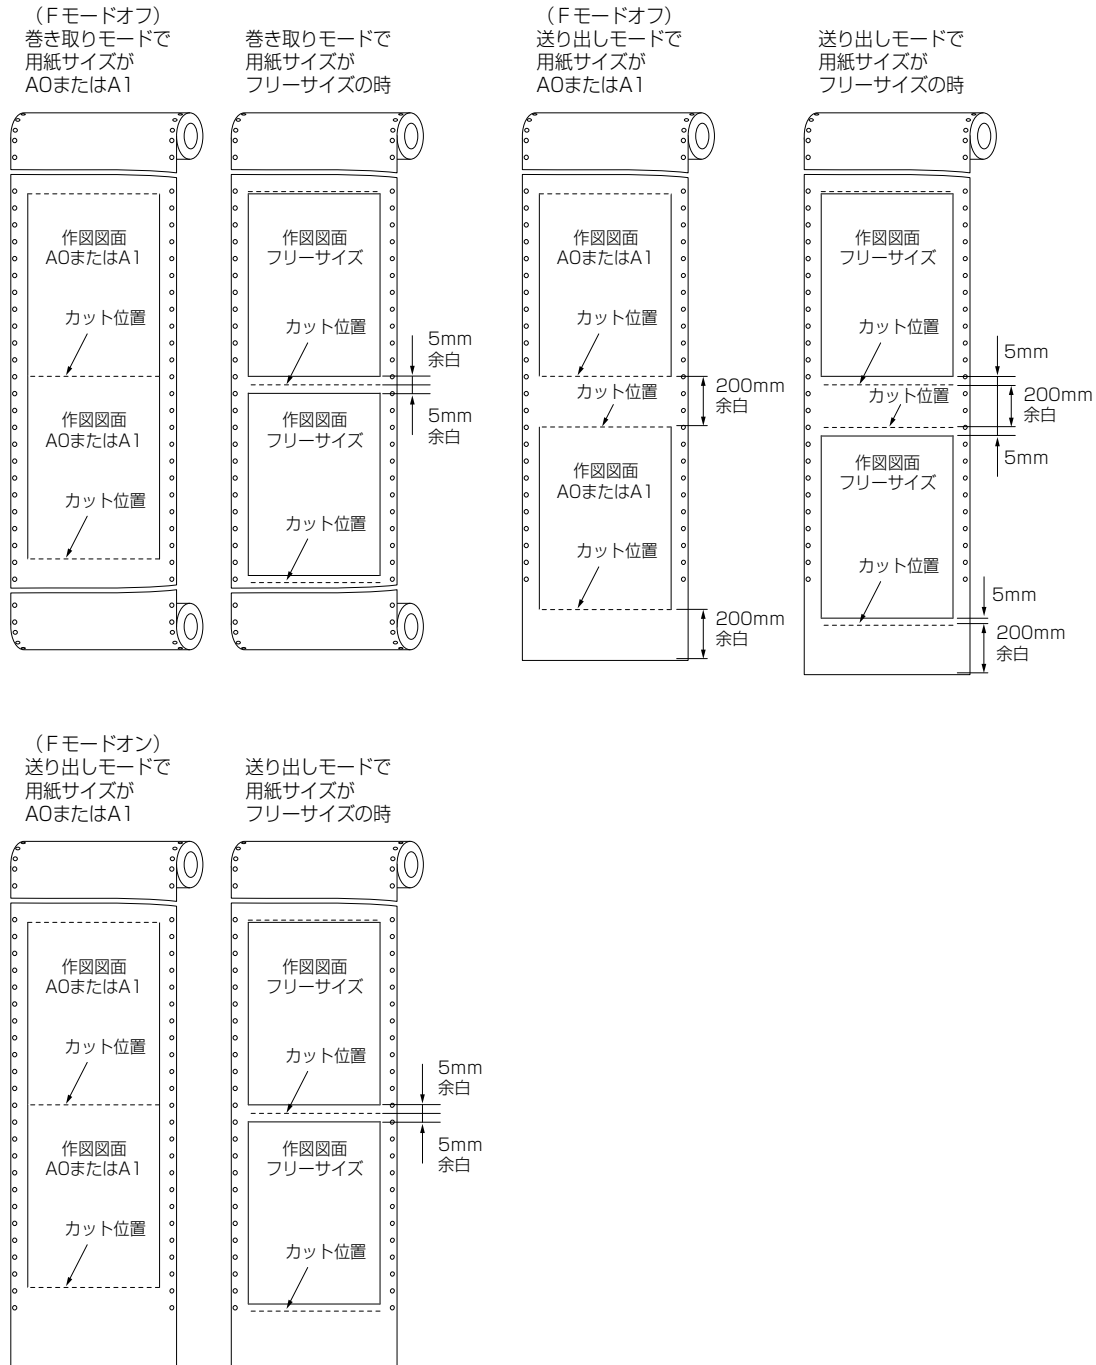 （Ｆモードオフ）
巻き取りモードで
用紙サイズが
A0またはA1
巻き取りモードで
用紙サイズが
フリーサイズの時
（Ｆモードオフ）
送り出しモードで
用紙サイズが
A0またはA1
送り出しモードで
用紙サイズが
フリーサイズの時
作図図面
A0またはA1
カット位置
作図図面
A0またはA1
カット位置
作図図面
フリーサイズ
カット位置
5mm
余白
5mm
余白
作図図面
フリーサイズ
カット位置
作図図面
A0またはA1
カット位置
カット位置
200mm
余白
作図図面
A0またはA1
カット位置
200mm
余白
作図図面
フリーサイズ
カット位置
5mm
カット位置
200mm
余白
5mm
作図図面
フリーサイズ
カット位置
5mm
200mm
余白
（Ｆモードオン）
送り出しモードで
用紙サイズが
A0またはA1
送り出しモードで
用紙サイズが
フリーサイズの時
作図図面
A0またはA1
カット位置
作図図面
A0またはA1
カット位置
作図図面
フリーサイズ
カット位置
5mm
余白
5mm
余白
作図図面
フリーサイズ
カット位置